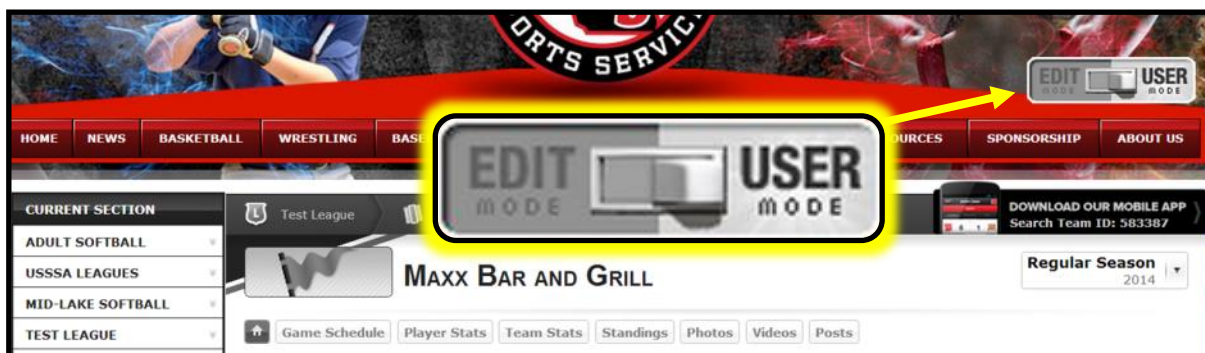 ORTS SERVIC
EDIT MODE USER MODE
HOME NEWS BASKETBALL WRESTLING BASE OURCES SPONSORSHIP ABOUT US
EDIT MODE USER MODE
CURRENT SECTION
Test League
DOWNLOAD OUR MOBILE APP
Search Team ID: 583387
ADULT SOFTBALL
USSSA LEAGUES
MID-LAKE SOFTBALL
TEST LEAGUE
MAXX BAR AND GRILL
Regular Season
2014
Game Schedule Player Stats Team Stats Standings Photos Videos Posts